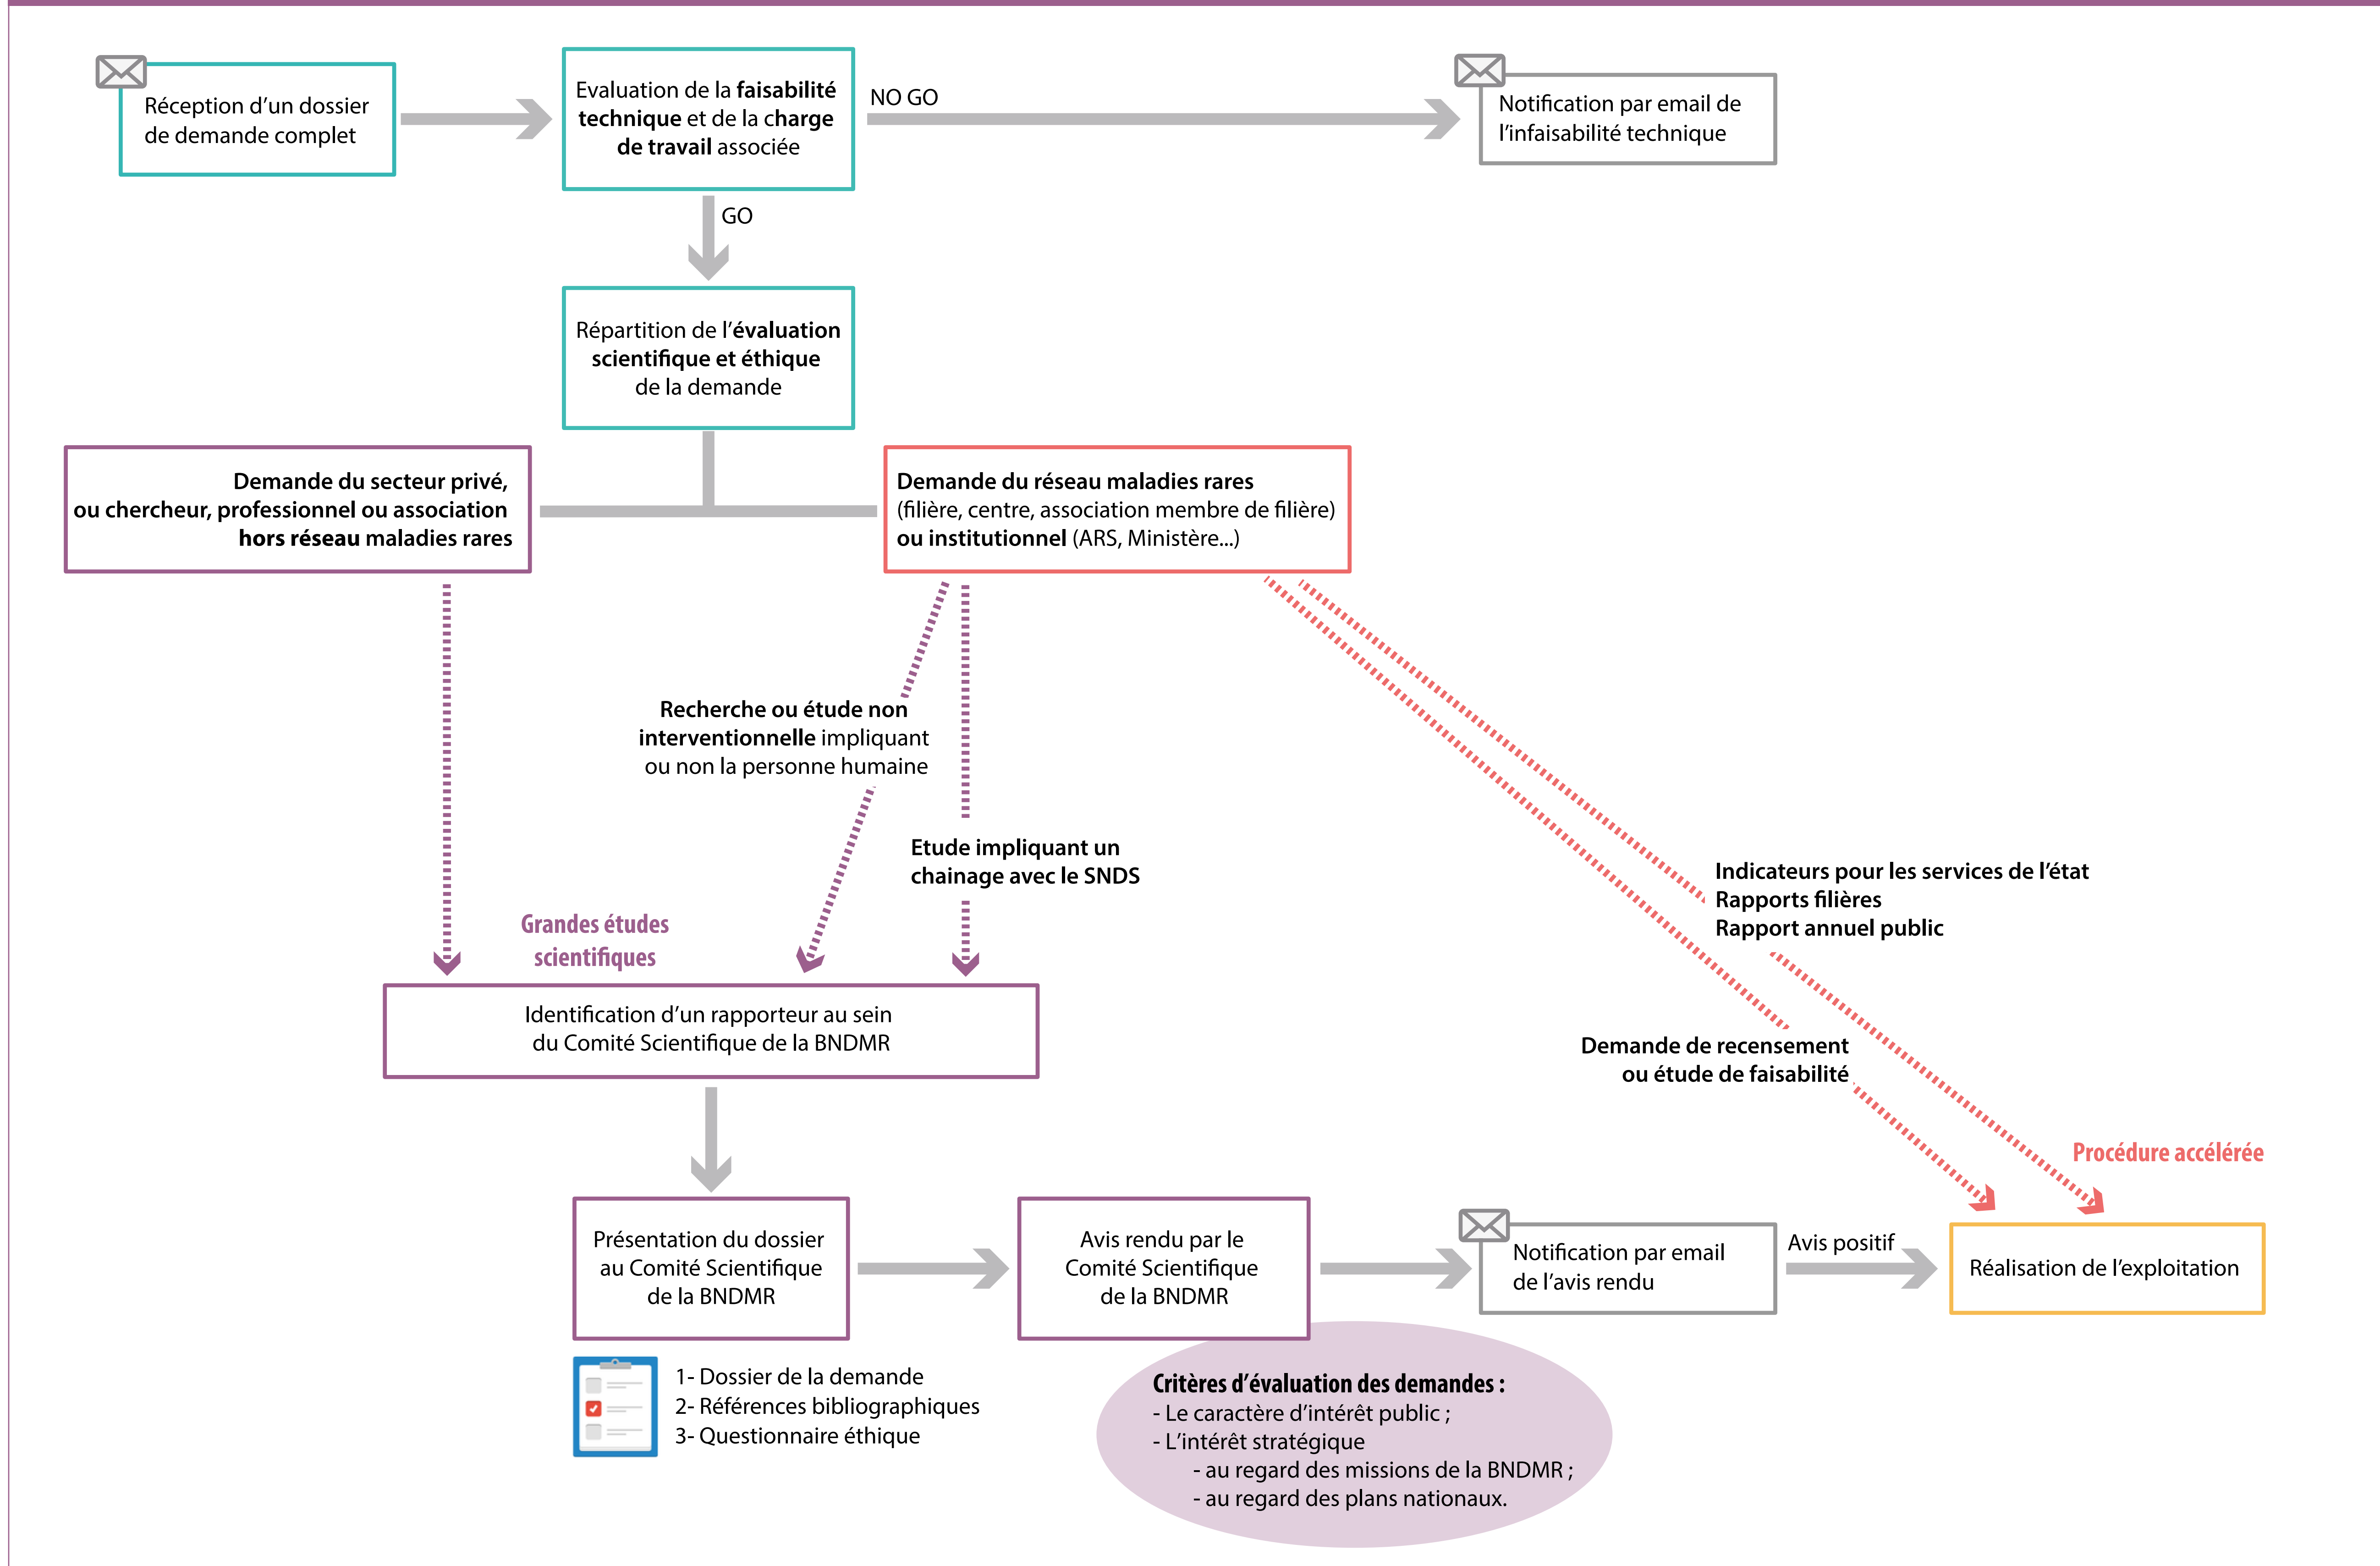 Réception d’un dossier
de demande complet
Evaluation de la faisabilité
technique et de la charge
de travail associée
NO GO
Notification par email de
l’infaisabilité technique
GO
Répartition de l’évaluation
scientifique et éthique
de la demande
Demande du secteur privé,
ou chercheur, professionnel ou association
hors réseau maladies rares
Demande du réseau maladies rares
(filière, centre, association membre de filière)
ou institutionnel (ARS, Ministère...)
Recherche ou étude non
interventionnelle impliquant
ou non la personne humaine
Etude impliquant un
chainage avec le SNDS
Indicateurs pour les services de l’état
Rapports filières
Rapport annuel public
Grandes études
scientifiques
Identification d’un rapporteur au sein
du Comité Scientifique de la BNDMR
Demande de recensement
ou étude de faisabilité
Procédure accélérée
Présentation du dossier
au Comité Scientifique
de la BNDMR
Avis rendu par le
Comité Scientifique
de la BNDMR
Notification par email
de l’avis rendu
Avis positif
Réalisation de l’exploitation
1- Dossier de la demande
2- Références bibliographiques
3- Questionnaire éthique
Critères d’évaluation des demandes :
- Le caractère d’intérêt public ;
- L’intérêt stratégique
- au regard des missions de la BNDMR ;
- au regard des plans nationaux.